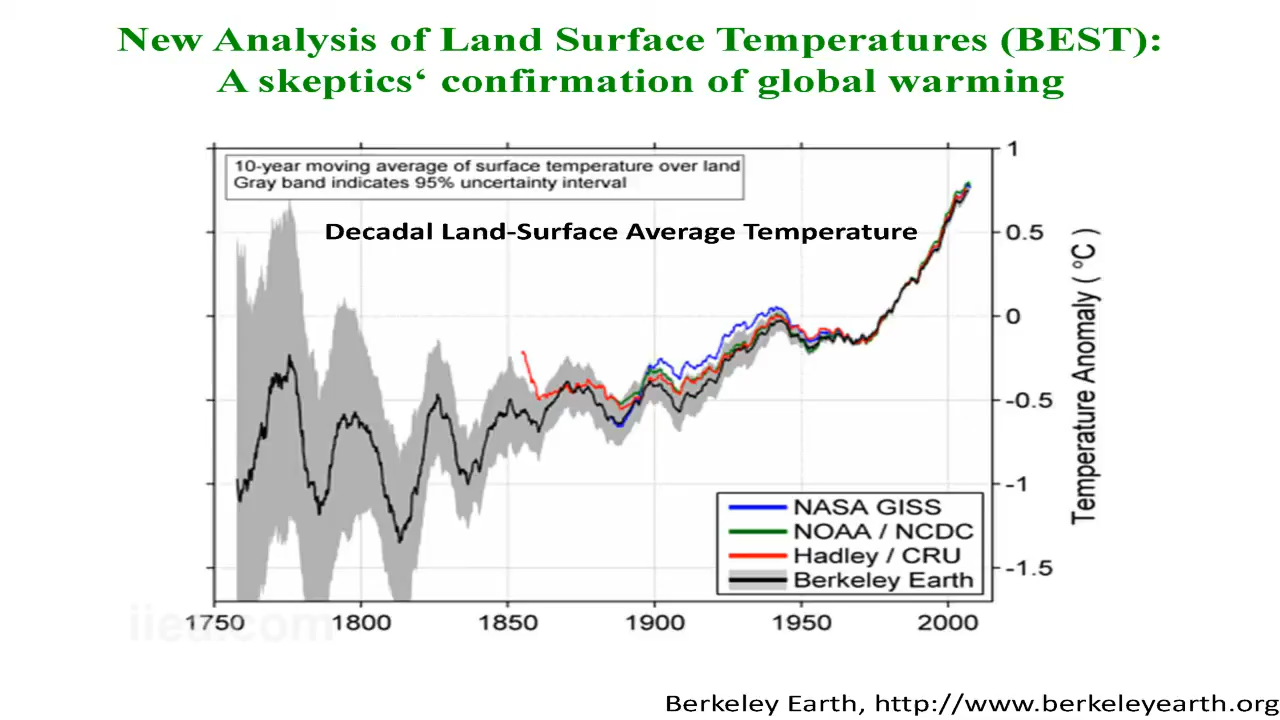 New Analysis of Land Surface Temperatures (BEST):
A skeptics‘ confirmation of global warming
10-year moving average of surface temperature over land
Gray band indicates 95% uncertainty interval
Decadal Land-Surface Average Temperature
1
0.5
0
-0.5
-1
-1.5
Temperature Anomaly ( °C )
NASA GISS
NOAA / NCDC
Hadley / CRU
Berkeley Earth
1750
1800
1850
1900
1950
2000
iiea.com
Berkeley Earth, http://www.berkeleyearth.org